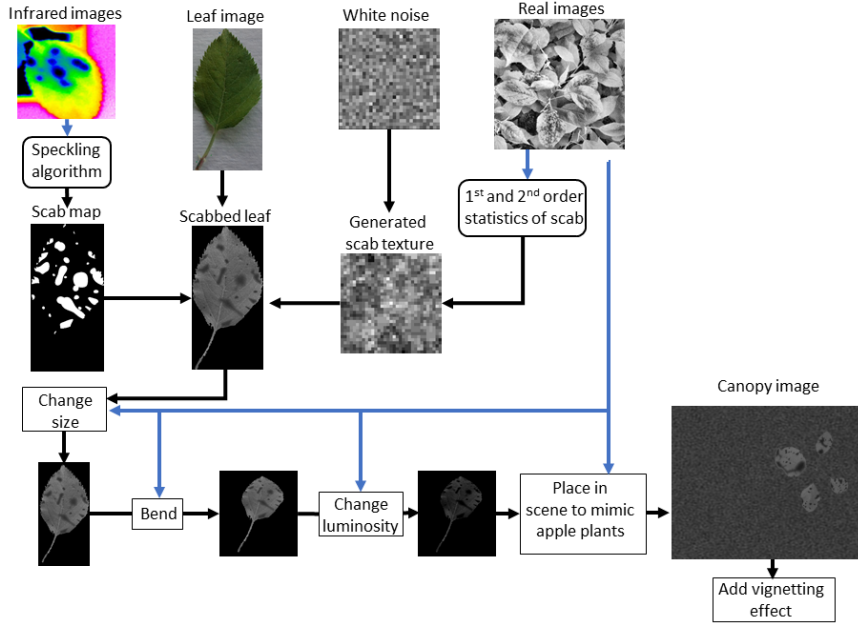 Infrared images
Leaf image
White noise
Real images
Speckling
algorithm
1st and 2nd order
statistics of scab
Scab map
Scabbed leaf
Generated
scab texture
Change
size
Canopy image
Bend
Change
luminosity
Place in
scene to mimic
apple plants
Add vignetting
effect